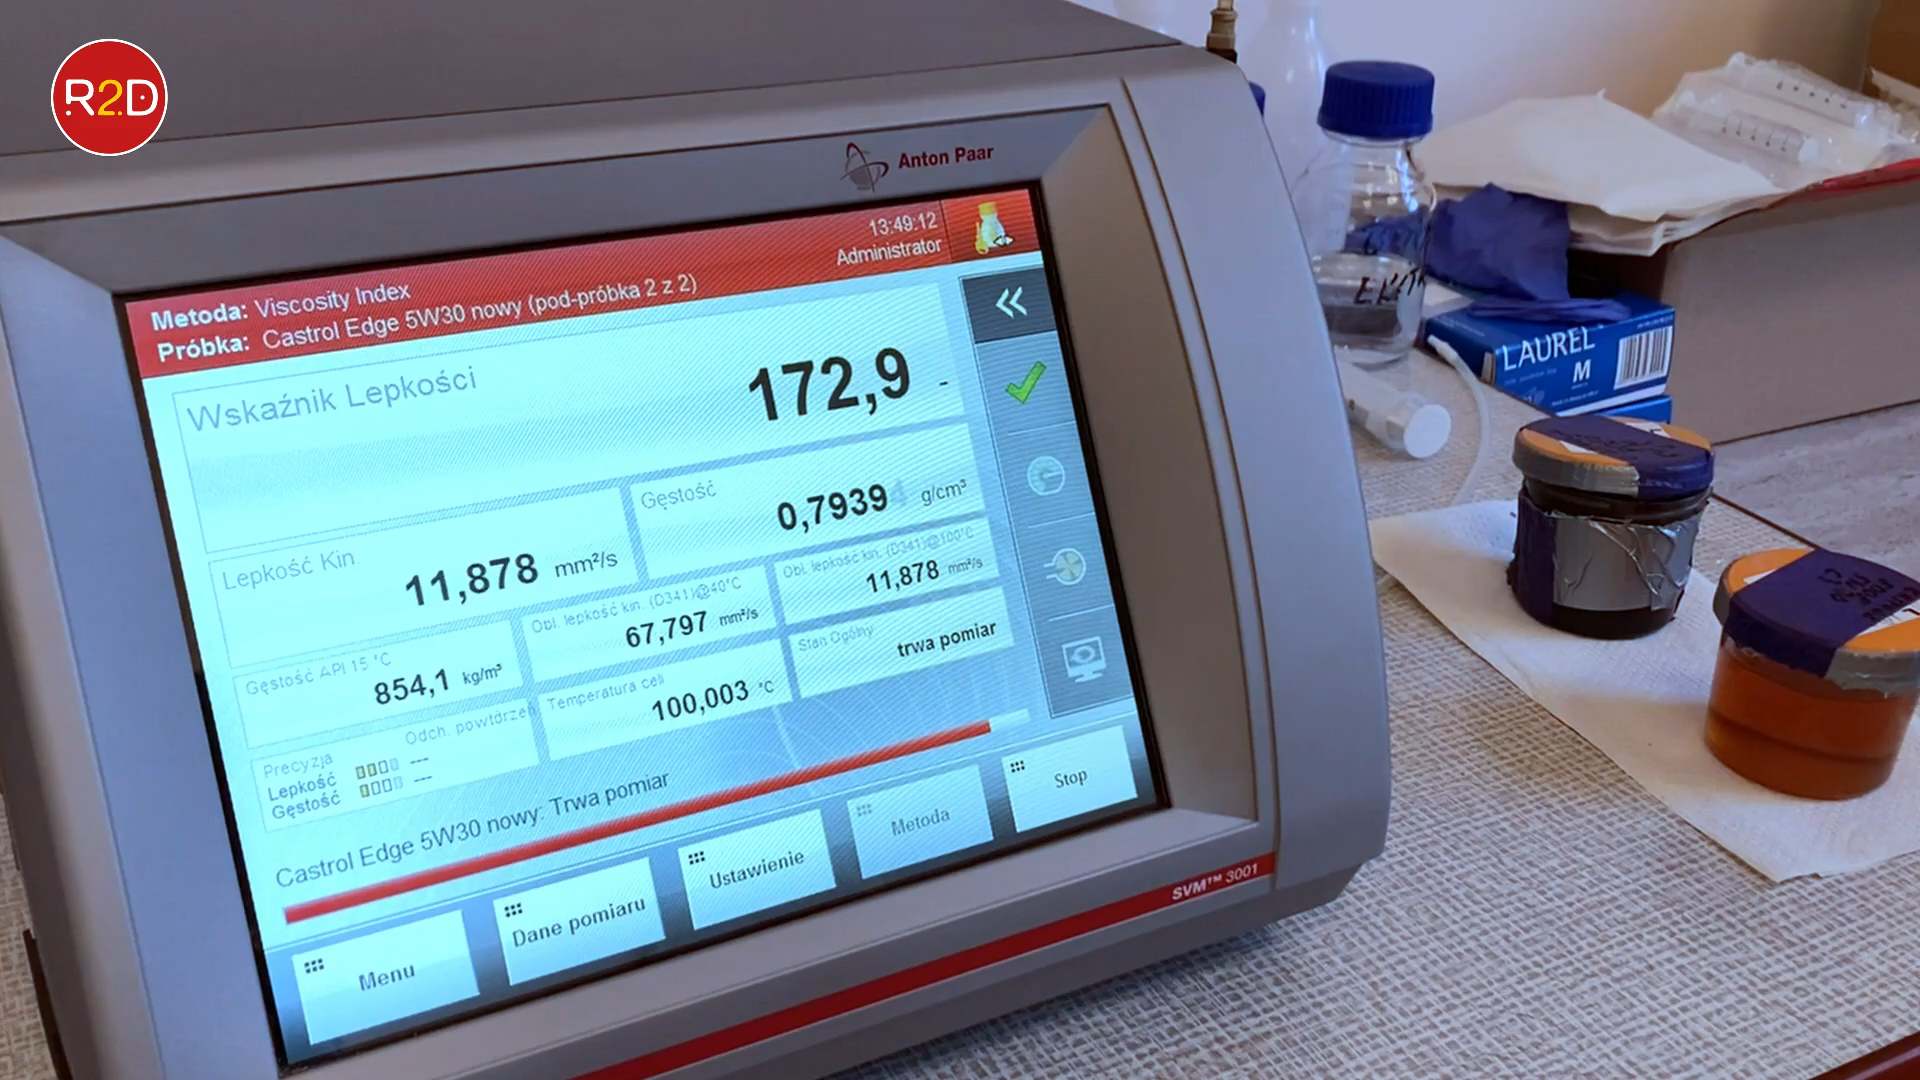 R2D
Anton Paar
13:49:12
Administrator
Metoda: Viscosity Index
Próbka: Castrol Edge 5W30 nowy (pod-próbka 2 z 2)
Wskaźnik Lepkości
172,9 -
Lepkość Kin.
11,878 mm²/s
Gęstość
0,7939 g/cm³
Gęstość API 15 °C
854,1 kg/m³
Obl. lepkość kin. (D341)@40°C
67,797 mm²/s
Obl. lepkość kin. (D341)@100°C
11,878 mm²/s
Odch. powtórzeń
Precyzja
Lepkość ---
Gęstość ---
Temperatura celi
100,003 °C
Stan Ogólny
trwa pomiar
Castrol Edge 5W30 nowy: Trwa pomiar
Menu
Dane pomiaru
Ustawienie
Metoda
Stop
SVM™ 3001
LAUREL
M